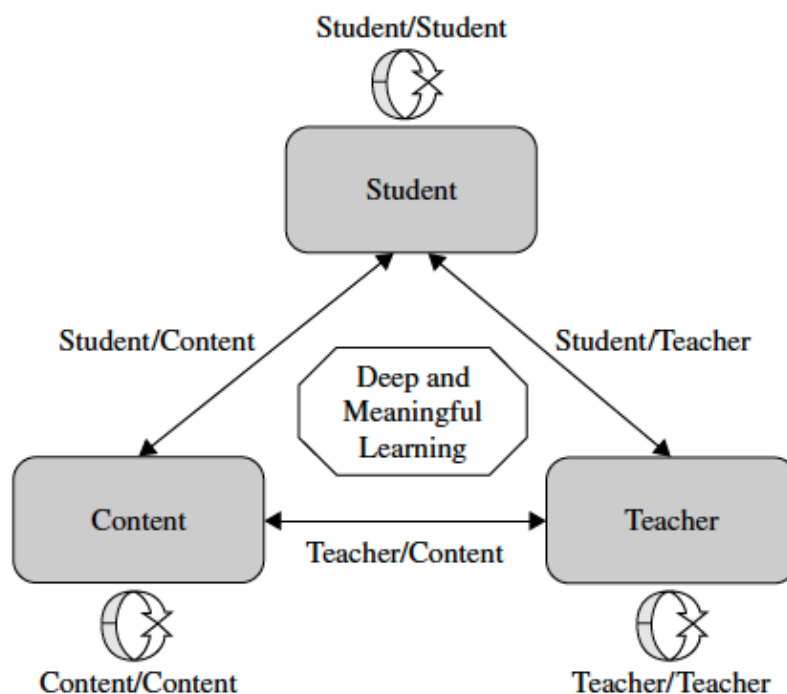 Student/Student
Student
Student/Content
Student/Teacher
Deep and
Meaningful
Learning
Content
Teacher
Teacher/Content
Content/Content
Teacher/Teacher